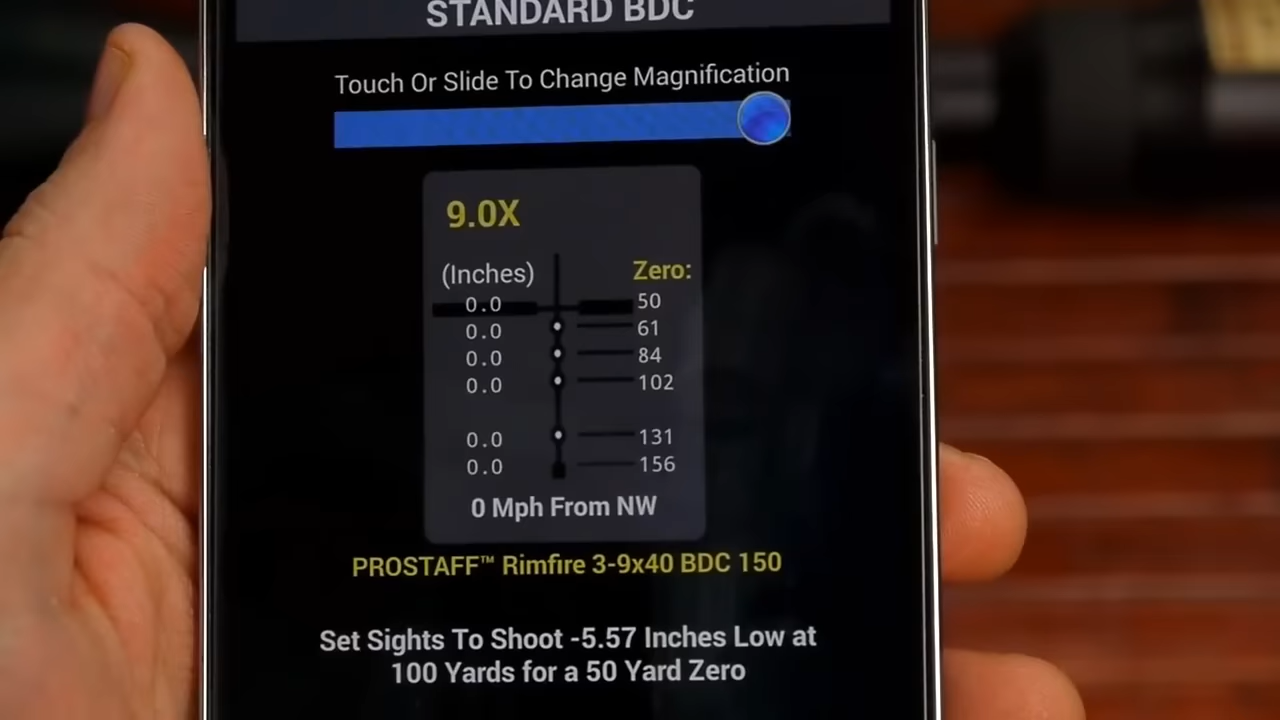 STANDARD BDC
Touch Or Slide To Change Magnification
9.0X
(Inches) Zero:
0.0 50
0.0 61
0.0 84
0.0 102
0.0 131
0.0 156
0 Mph From NW
PROSTAFF™ Rimfire 3-9x40 BDC 150
Set Sights To Shoot -5.57 Inches Low at
100 Yards for a 50 Yard Zero